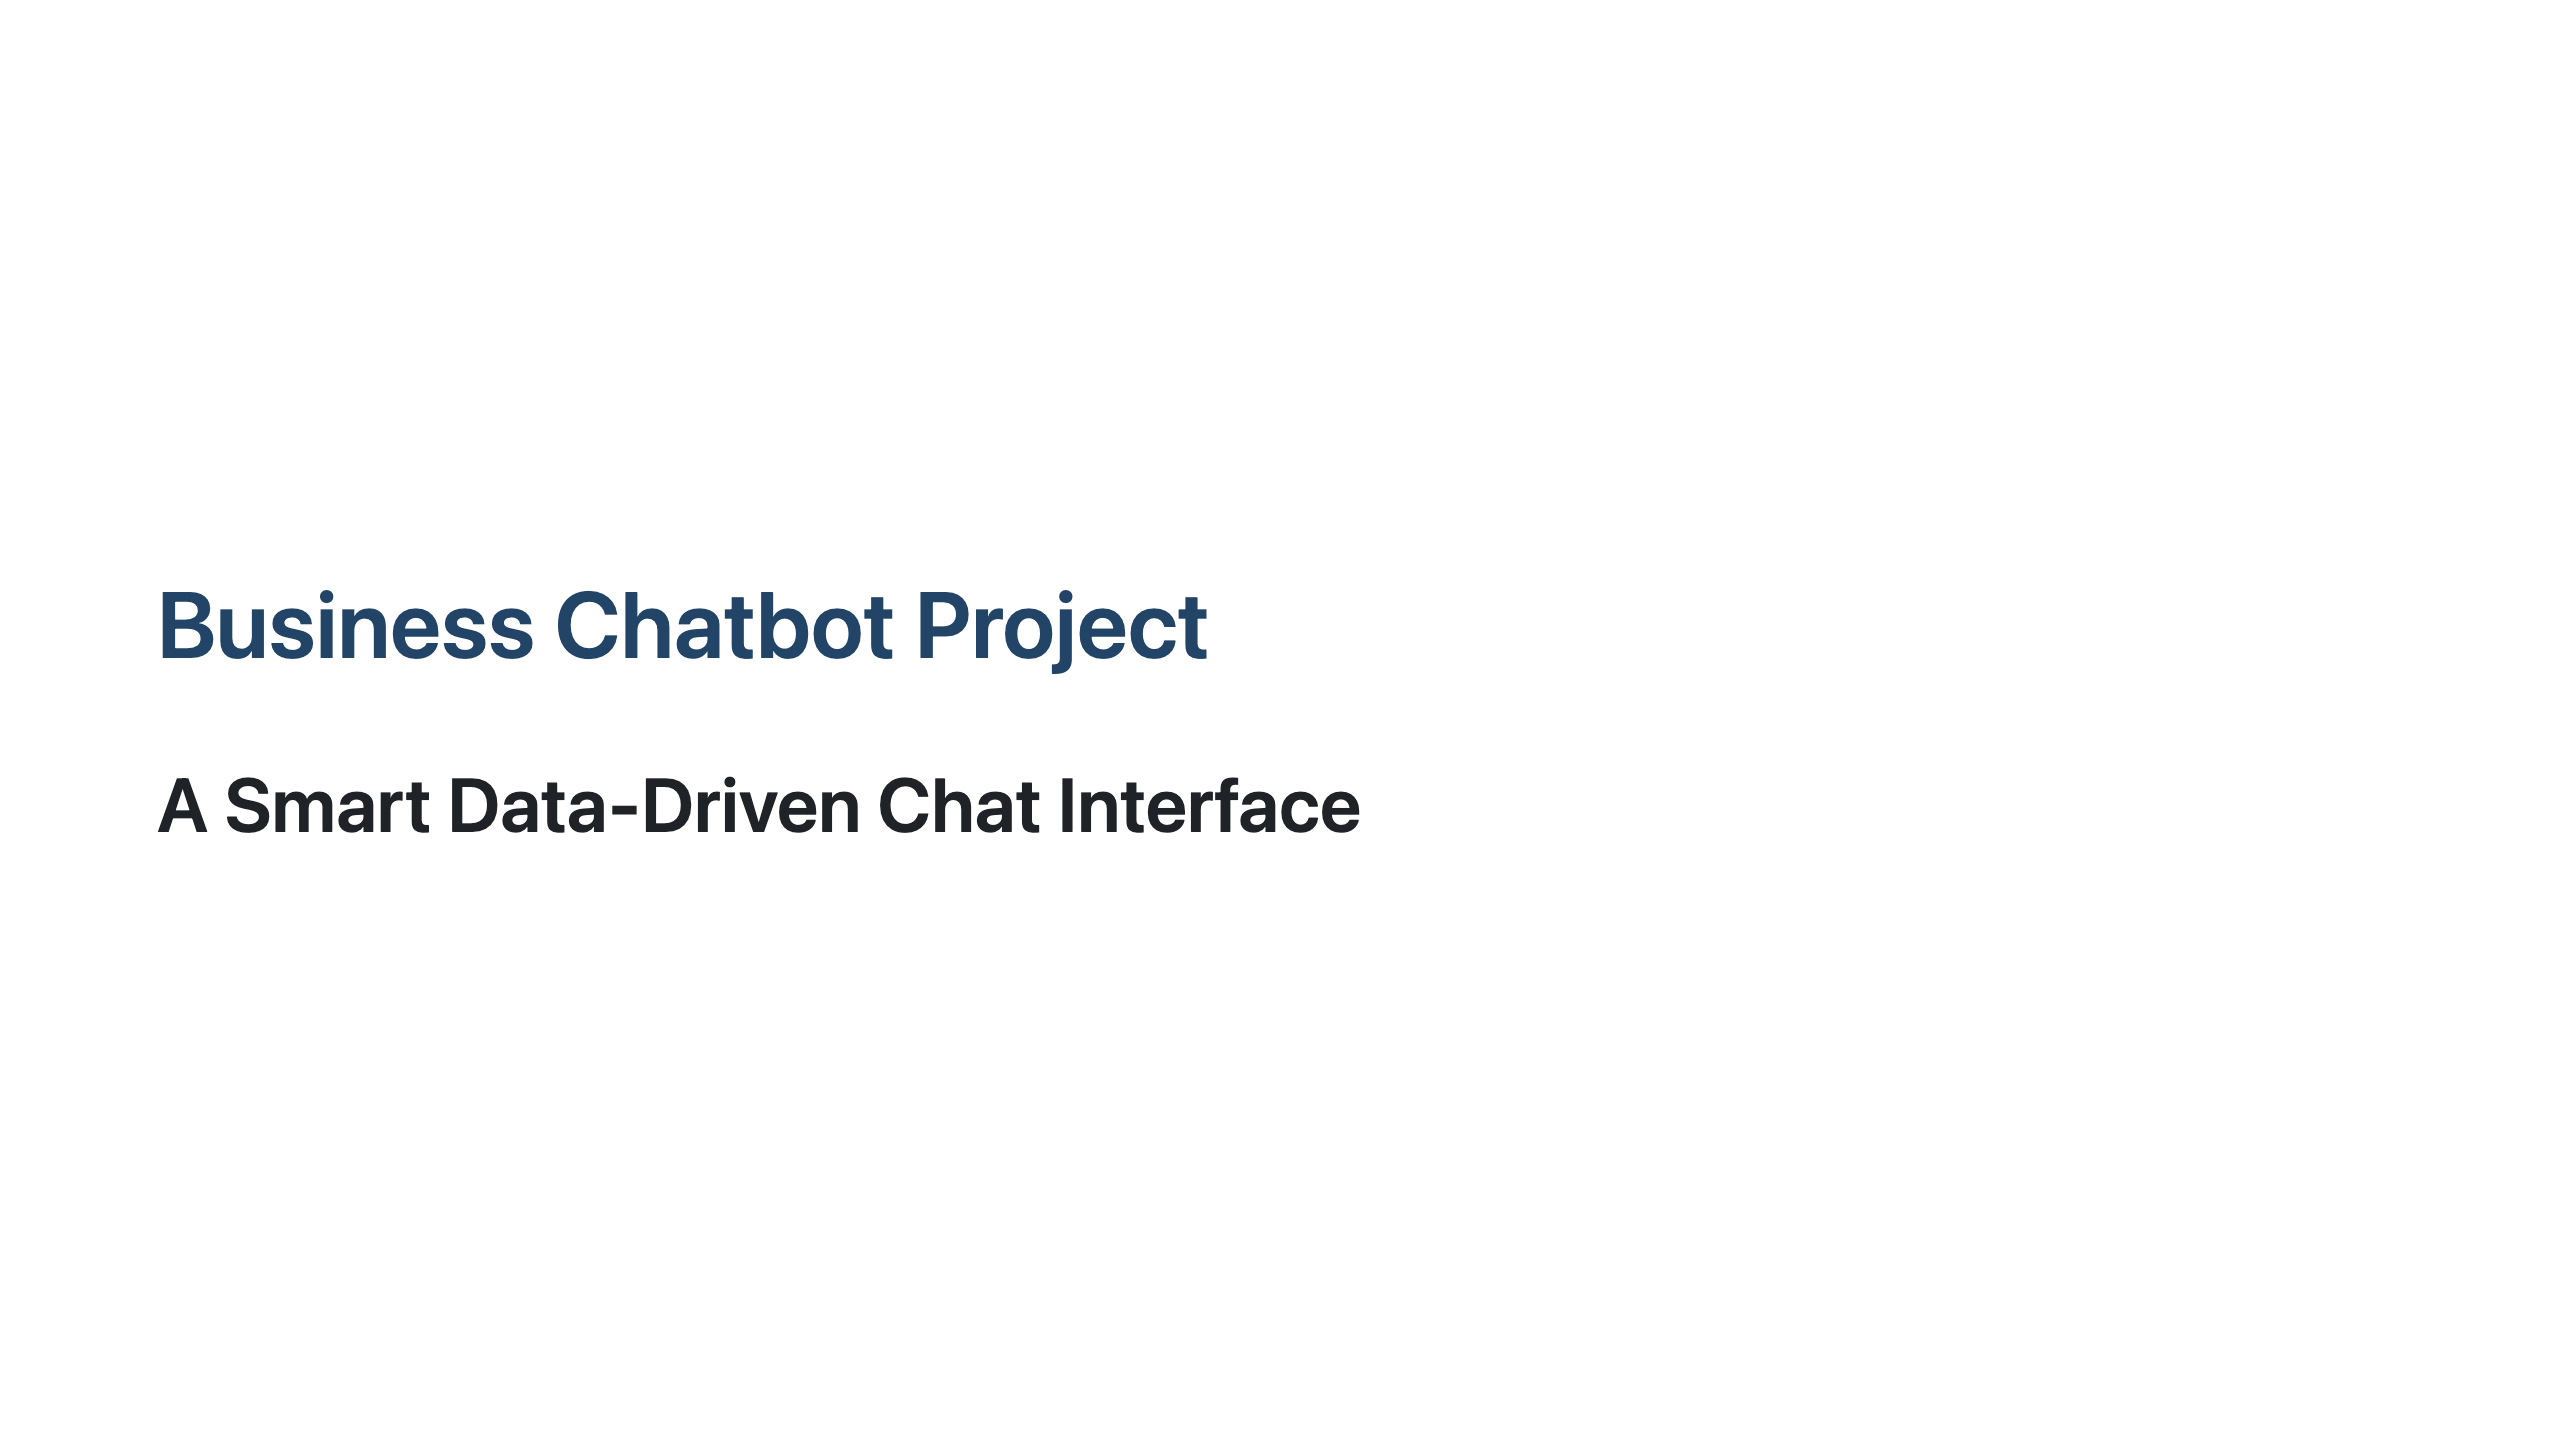 Business Chatbot Project
A Smart Data-Driven Chat Interface